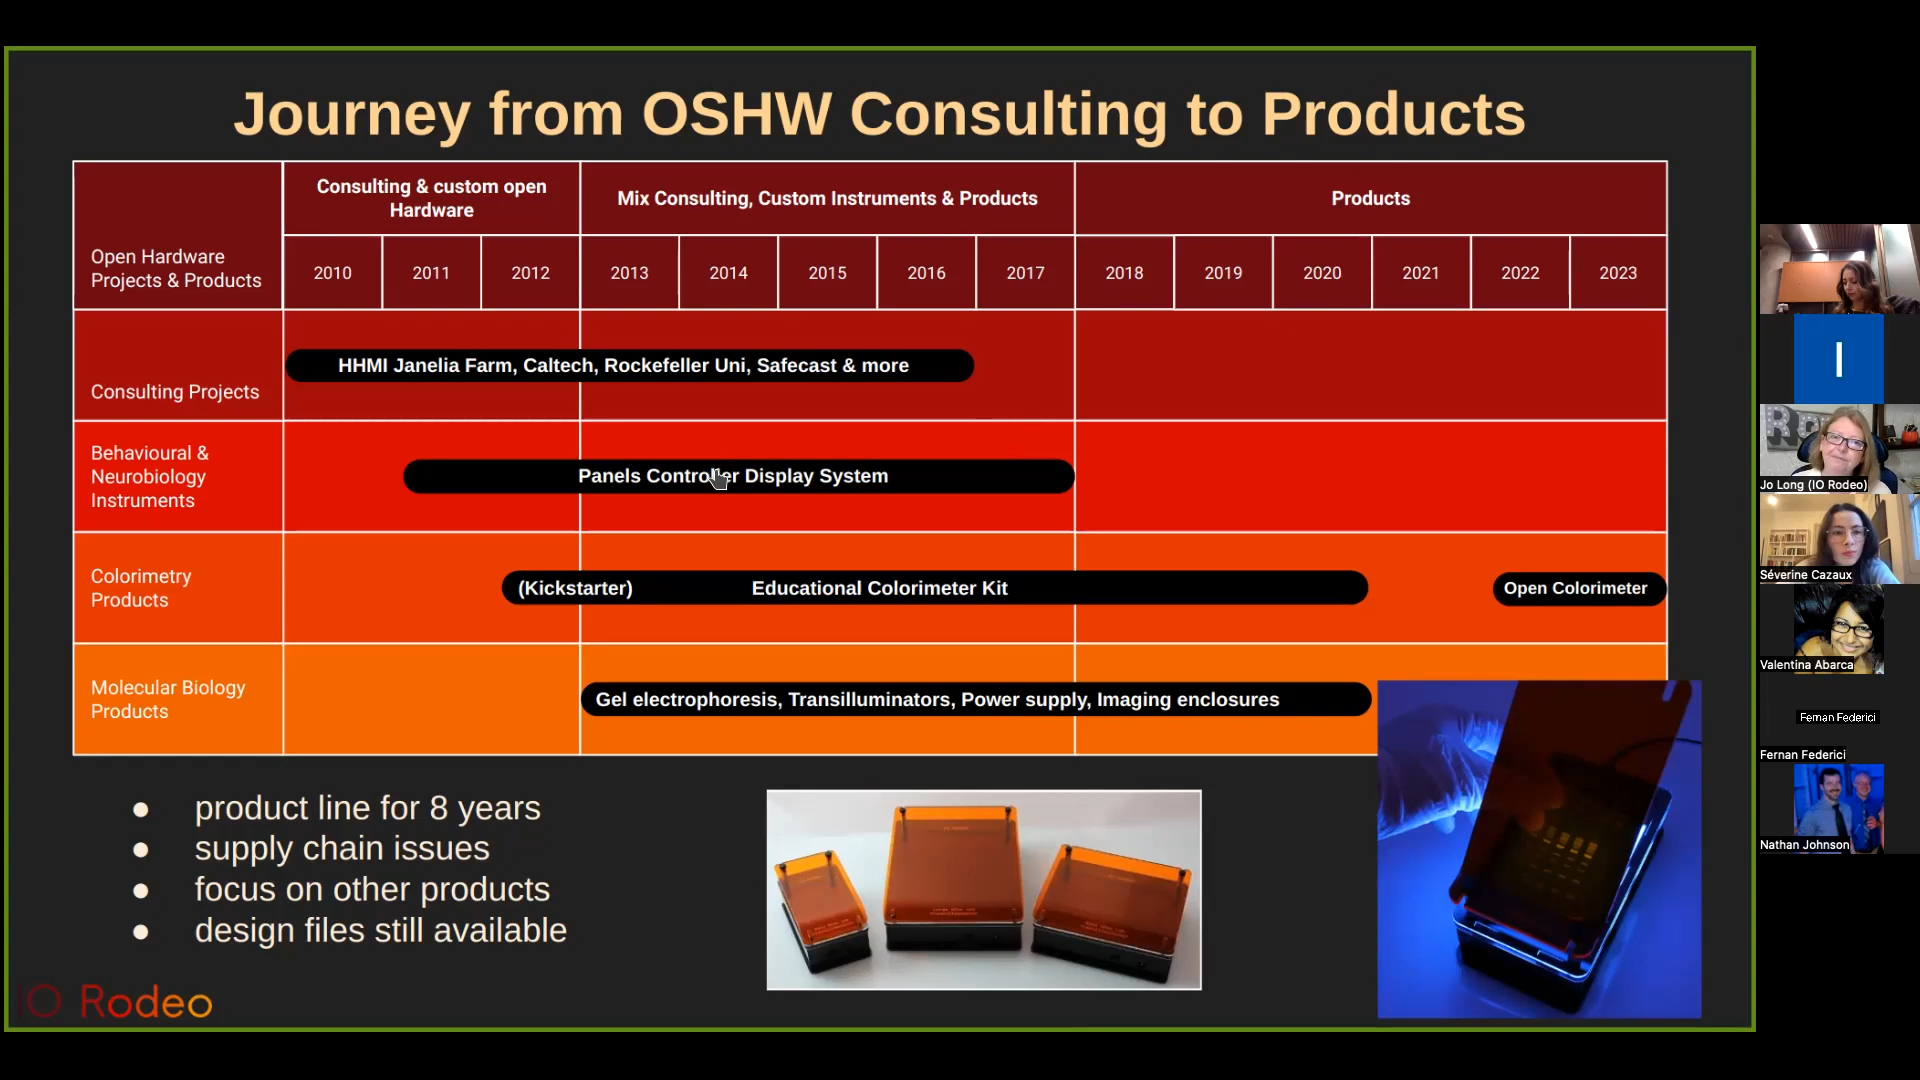 Journey from OSHW Consulting to Products
Open Hardware
Projects & Products
Consulting & custom open
Hardware
Mix Consulting, Custom Instruments & Products
Products
2010
2011
2012
2013
2014
2015
2016
2017
2018
2019
2020
2021
2022
2023
Consulting Projects
HHMI Janelia Farm, Caltech, Rockefeller Uni, Safecast & more
Behavioural &
Neurobiology
Instruments
Panels Controller Display System
Colorimetry
Products
(Kickstarter)
Educational Colorimeter Kit
Open Colorimeter
Molecular Biology
Products
Gel electrophoresis, Transilluminators, Power supply, Imaging enclosures
● product line for 8 years
● supply chain issues
● focus on other products
● design files still available
IO Rodeo
I
Jo Long (IO Rodeo)
Séverine Cazaux
Valentina Abarca
Fernan Federici
Fernan Federici
Nathan Johnson